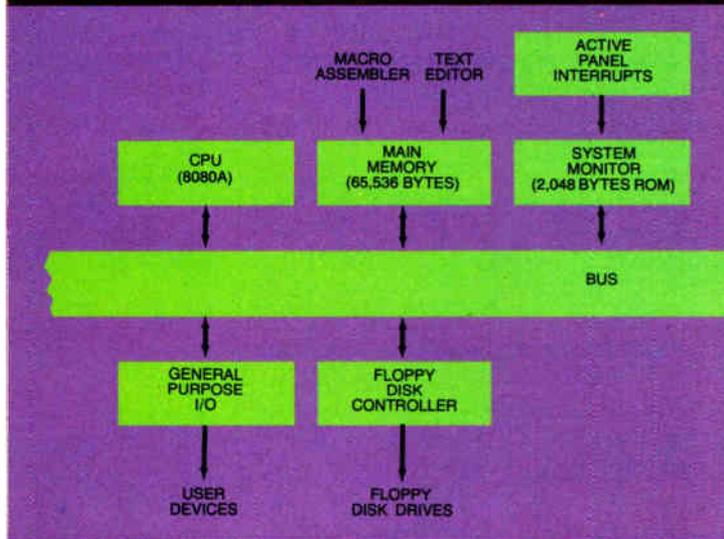 MACRO
ASSEMBLER
TEXT
EDITOR
ACTIVE
PANEL
INTERRUPTS
CPU
(8080A)
MAIN
MEMORY
(65,536 BYTES)
SYSTEM
MONITOR
(2,048 BYTES ROM)
BUS
GENERAL
PURPOSE
I/O
FLOPPY
DISK
CONTROLLER
USER
DEVICES
FLOPPY
DISK DRIVES